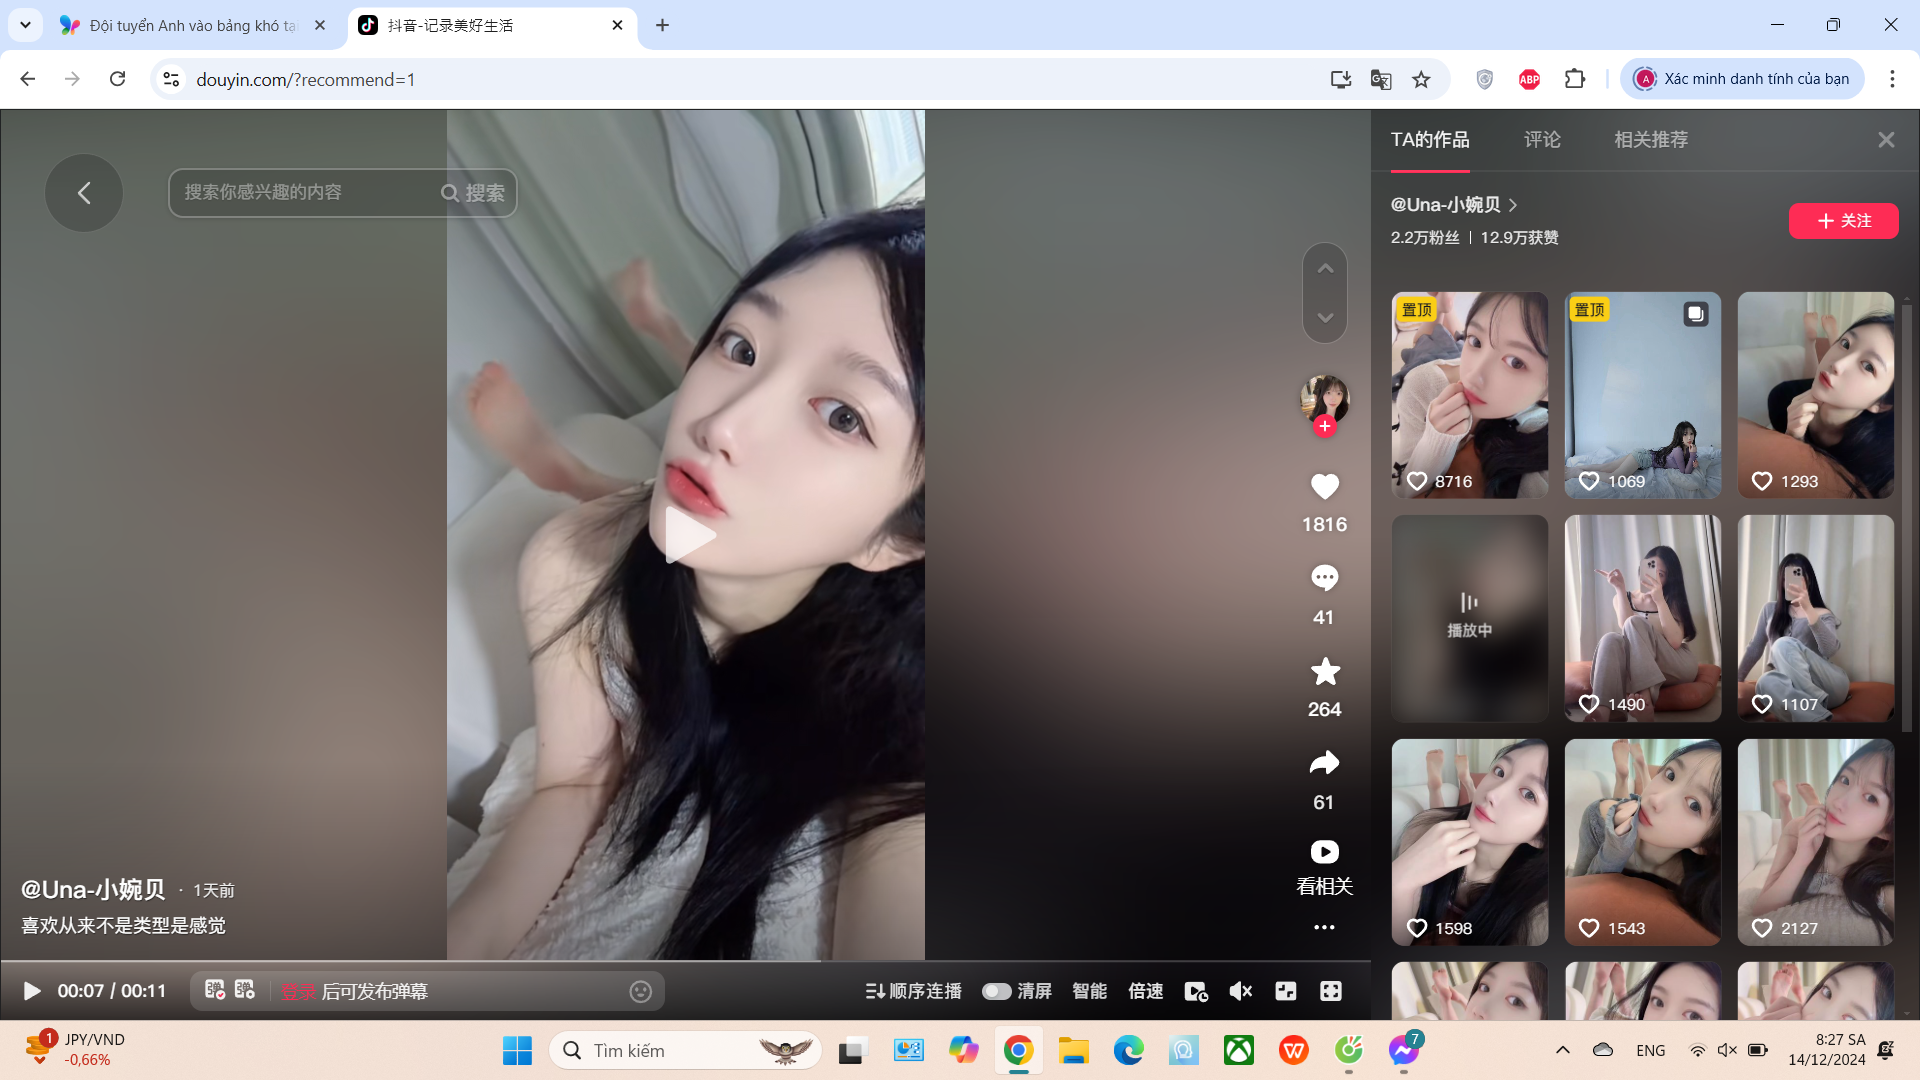 Đội tuyển Anh vào bảng khó tại
抖音-记录美好生活
douyin.com/?recommend=1
ABP
A
Xác minh danh tính của bạn
搜索你感兴趣的内容
搜索
TA的作品
评论
相关推荐
@Una-小婉贝
2.2万粉丝
12.9万获赞
关注
置顶
8716
置顶
1069
1293
播放中
1490
1107
1598
1543
2127
1816
41
264
61
看相关
@Una-小婉贝 · 1天前
喜欢从来不是类型是感觉
00:07 / 00:11
弹
弹
登录 后可发布弹幕
顺序连播
清屏
智能
倍速
1
JPY/VND
-0,66%
Tìm kiếm
7
ENG
8:27 SA
14/12/2024